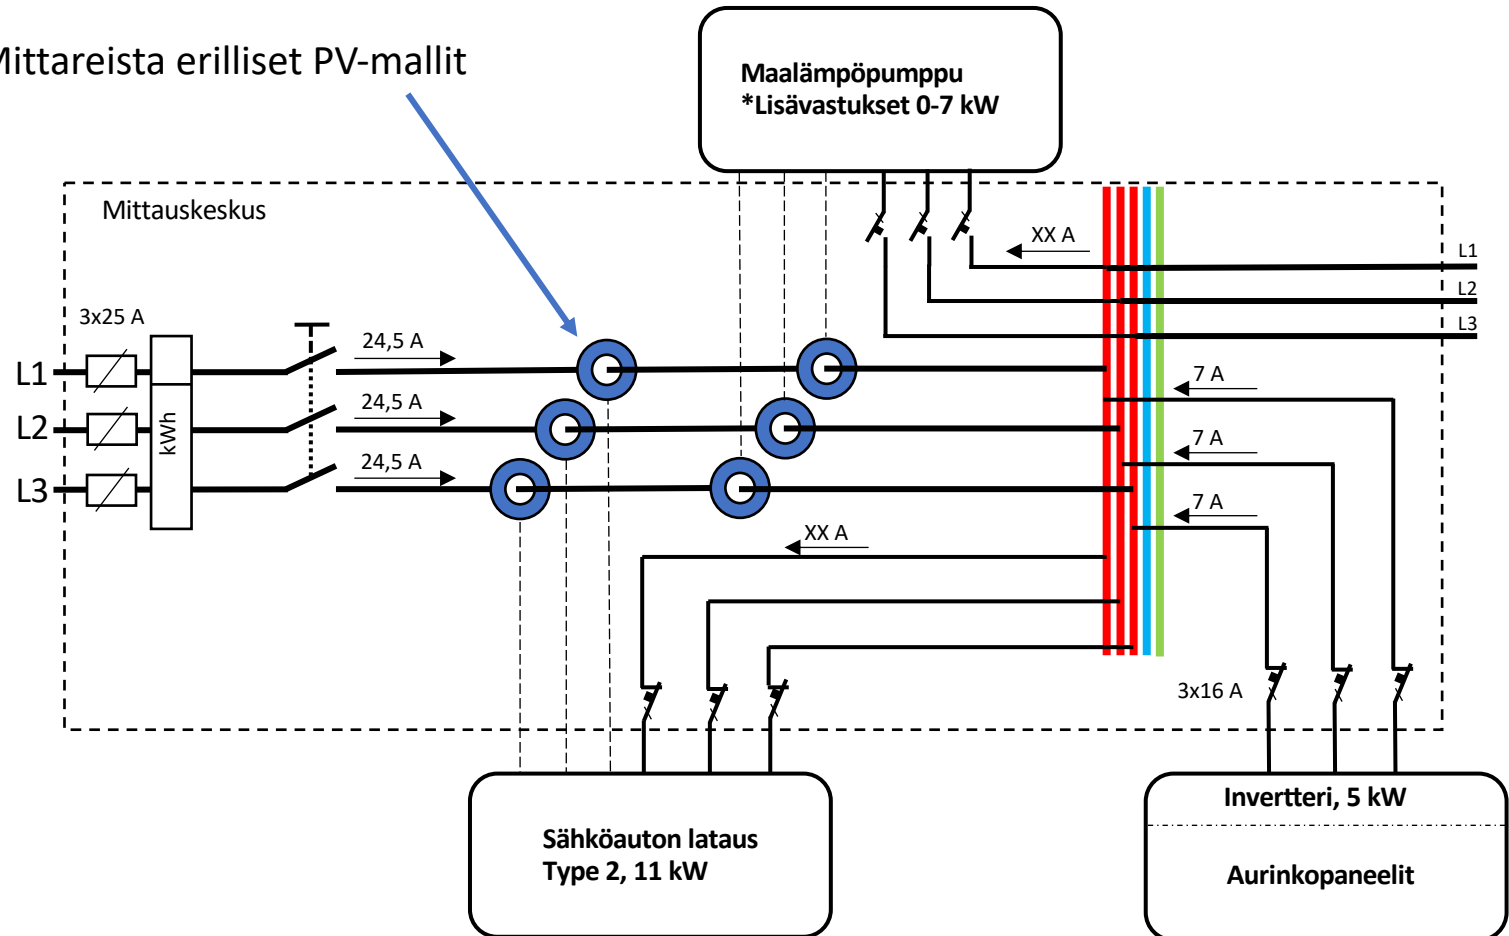 Mittareista erilliset PV-mallit
Maalämpöpumppu
*Lisävastukset 0-7 kW
Mittauskeskus
XX A
L1
L2
L3
3x25 A
24,5 A
L1
7 A
24,5 A
L2
kWh
7 A
24,5 A
L3
7 A
XX A
3x16 A
Invertteri, 5 kW
Sähköauton lataus
Type 2, 11 kW
Aurinkopaneelit